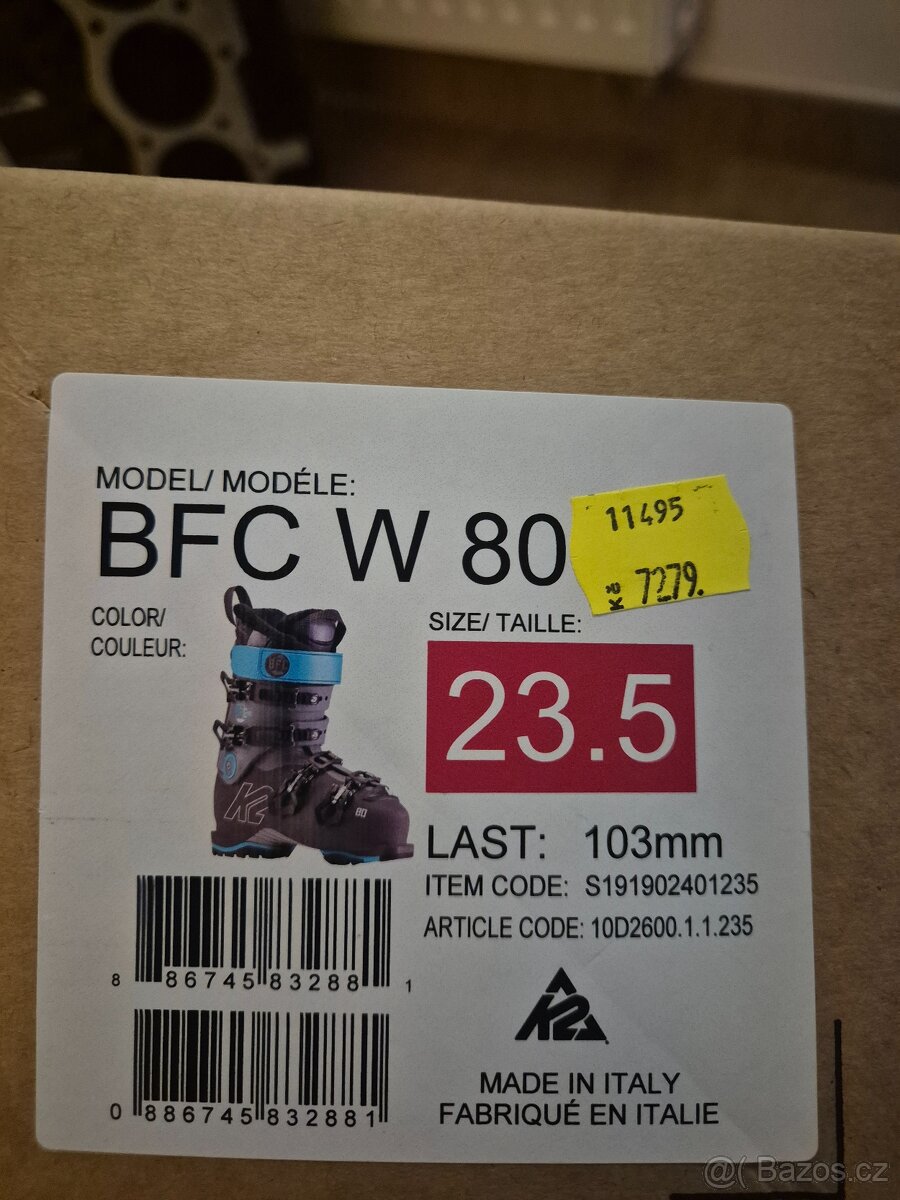 MODEL/ MODÉLE:
BFC W 80
11495
Kč 7279.
COLOR/
COULEUR:
SIZE/ TAILLE:
23.5
BFC
K2
80
LAST: 103mm
ITEM CODE: S191902401235
ARTICLE CODE: 10D2600.1.1.235
8 86745 83288 1
0 886745 832881
K2
MADE IN ITALY
FABRIQUÉ EN ITALIE
@( Bazos.cz